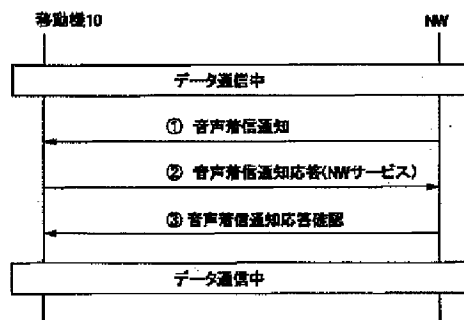 移動機10
NW
データ通信中
① 音声着信通知
② 音声着信通知応答(NWサービス)
③ 音声着信通知応答確認
データ通信中